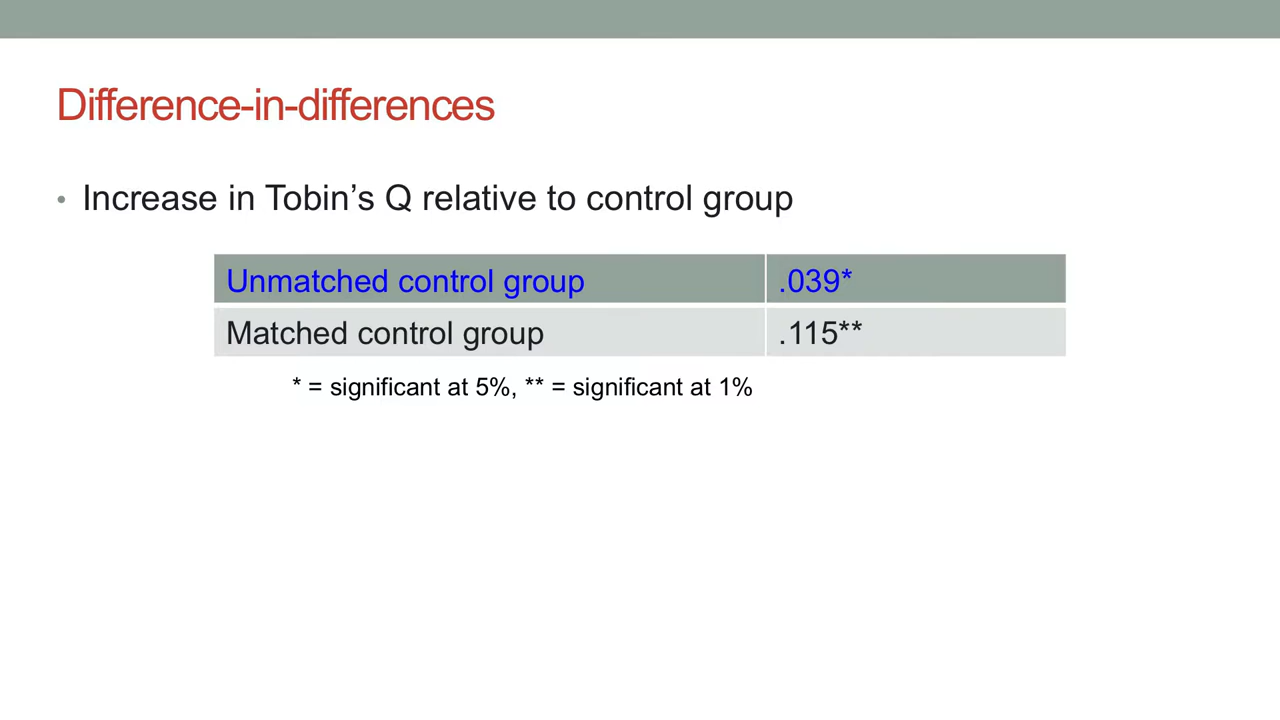 Difference-in-differences
• Increase in Tobin’s Q relative to control group
Unmatched control group .039*
Matched control group .115**
* = significant at 5%, ** = significant at 1%